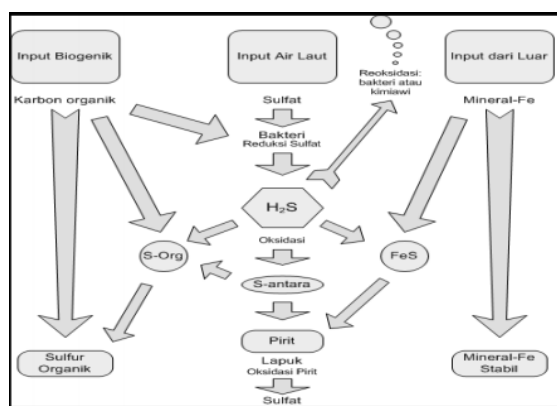 Input Biogenik
Input Air Laut
Input dari Luar
Reoksidasi:
bakteri atau
kimiawi
Karbon organik
Sulfat
Mineral-Fe
Bakteri
Reduksi Sulfat
H₂S
Oksidasi
S-Org
FeS
S-antara
Pirit
Sulfur
Organik
Lapuk
Oksidasi Pirit
Mineral-Fe
Stabil
Sulfat